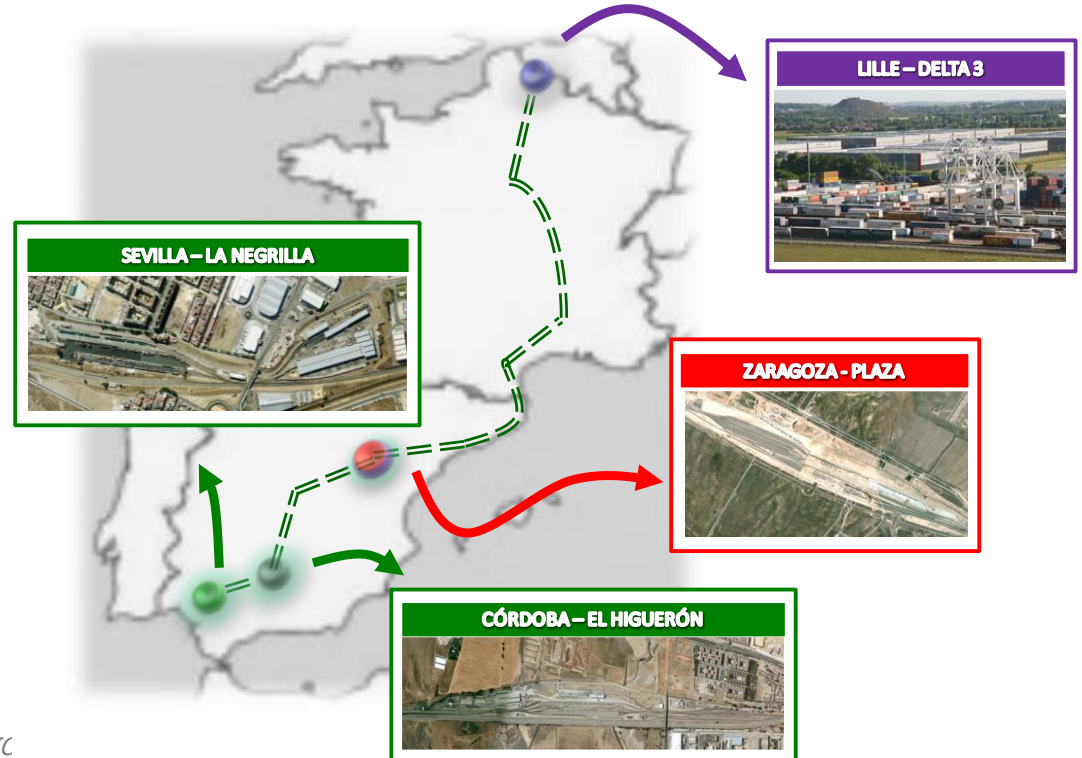 LILLE – DELTA 3
SEVILLA – LA NEGRILLA
ZARAGOZA - PLAZA
CÓRDOBA – EL HIGUERÓN